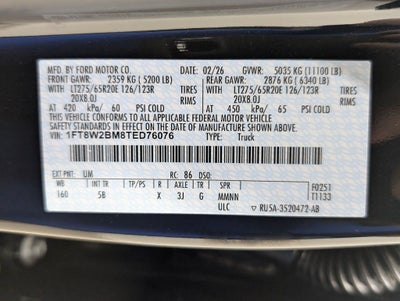 MFD. BY FORD MOTOR CO. 02/26 GVWR: 5035 KG (11100 LB)
FRONT GAWR: 2359 KG (5200 LB) REAR GAWR: 2876 KG (6340 LB)
WITH LT275/65R20E 126/123R WITH LT275/65R20E 126/123R
TIRES 20X8.0J TIRES 20X8.0J
RIMS RIMS
AT 420 kPa/ 60 PSI COLD AT 450 kPa/ 65 PSI COLD
THIS VEHICLE CONFORMS TO ALL APPLICABLE FEDERAL MOTOR VEHICLE
SAFETY STANDARDS IN EFFECT ON THE DATE OF MANUFACTURE SHOWN ABOVE.
VIN: 1FT8W2BM8TED76076 TYPE: Truck
EXT PNT: UM RC: 86 DSO:
WB INT TR TP/PS R AXLE TR SPR F0251
160 5B X 3J G MMNN T1133
ULC RU5A-3520472-AB